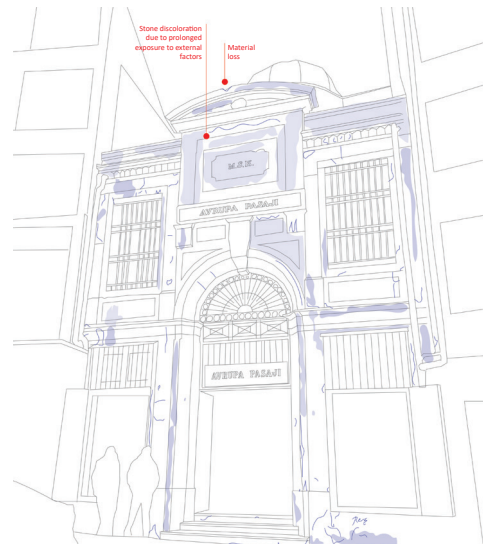 Stone discoloration
due to prolonged
exposure to external
factors
Material
loss
M.S.K.
AVRUPA PASAJI
AVRUPA PASAJI